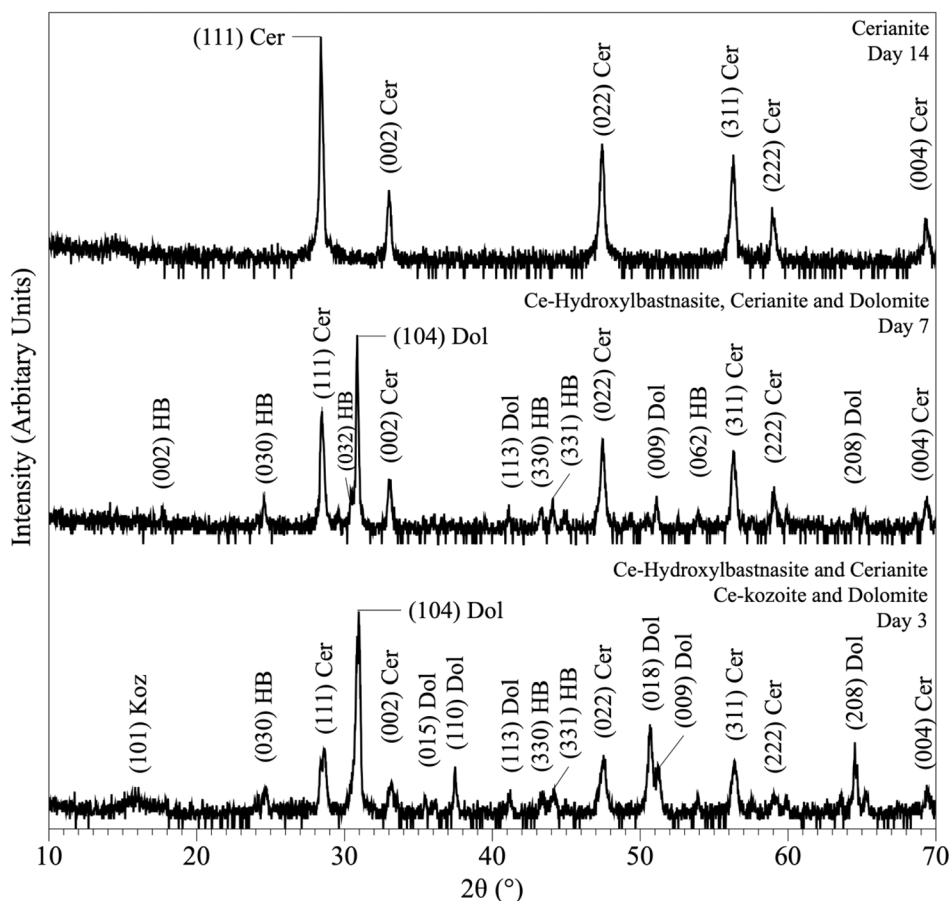 Cerianite
Day 14
(111) Cer
(002) Cer
(022) Cer
(311) Cer
(222) Cer
(004) Cer
Ce-Hydroxylbastnasite, Cerianite and Dolomite
Day 7
(002) HB
(030) HB
(111) Cer
(032) HB
(104) Dol
(002) Cer
(113) Dol
(330) HB
(331) HB
(022) Cer
(009) Dol
(062) HB
(311) Cer
(222) Cer
(208) Dol
(004) Cer
Ce-Hydroxylbastnasite and Cerianite
Ce-kozoite and Dolomite
Day 3
(101) Koz
(030) HB
(111) Cer
(104) Dol
(002) Cer
(015) Dol
(110) Dol
(113) Dol
(330) HB
(331) HB
(022) Cer
(018) Dol
(009) Dol
(311) Cer
(222) Cer
(208) Dol
(004) Cer
Intensity (Arbitary Units)
10 20 30 40 50 60 70
2θ (°)